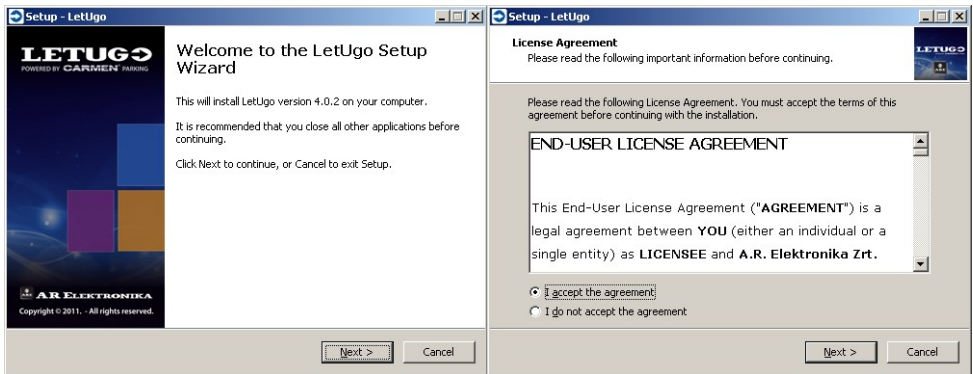 Setup - LetUgo
LETUGO
POWERED BY CARMEN® PARKING
Welcome to the LetUgo Setup
Wizard
This will install LetUgo version 4.0.2 on your computer.
It is recommended that you close all other applications before
continuing.
Click Next to continue, or Cancel to exit Setup.
A.R. ELEKTRONIKA
Copyright © 2011. - All rights reserved.
Next >
Cancel
Setup - LetUgo
License Agreement
Please read the following important information before continuing.
LETUGO
Please read the following License Agreement. You must accept the terms of this
agreement before continuing with the installation.
END-USER LICENSE AGREEMENT
This End-User License Agreement ("AGREEMENT") is a
legal agreement between YOU (either an individual or a
single entity) as LICENSEE and A.R. Elektronika Zrt.
I accept the agreement
I do not accept the agreement
Next >
Cancel